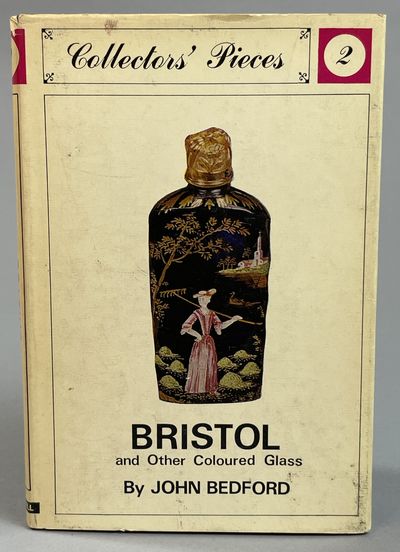 Collectors' Pieces
2
BRISTOL
and Other Coloured Glass
By JOHN BEDFORD